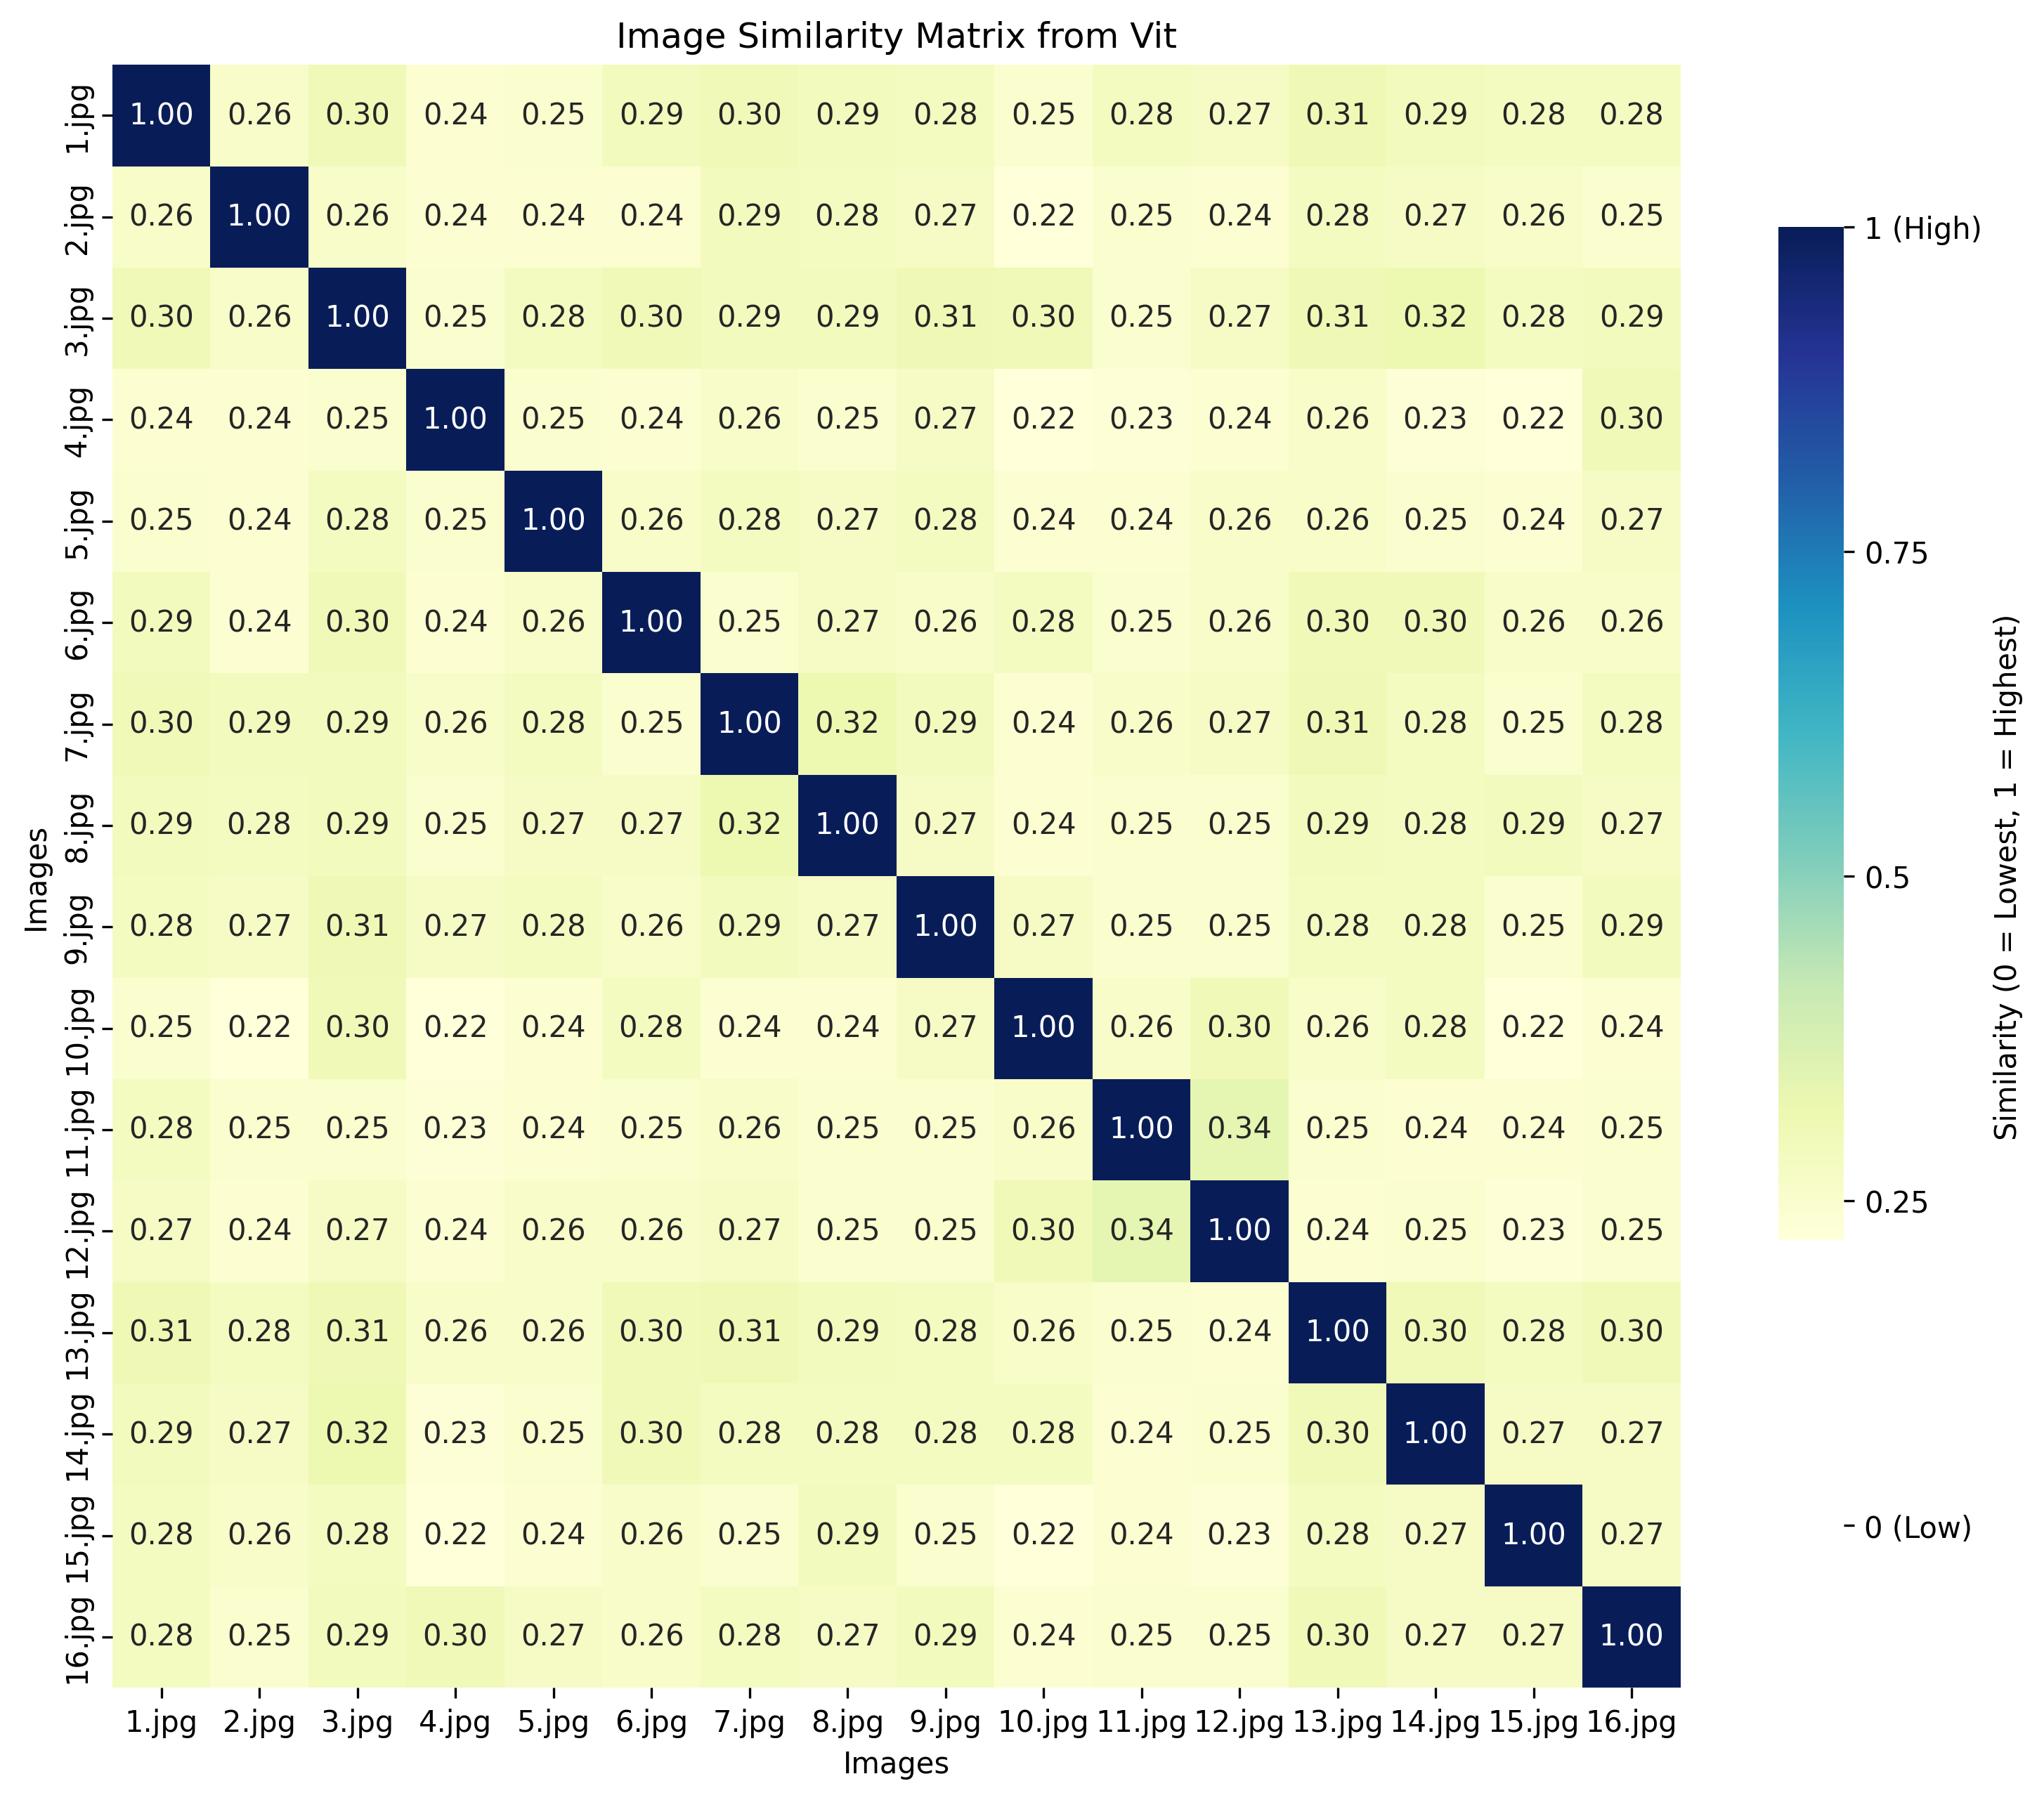 Image Similarity Matrix from Vit
1.jpg 1.00 0.26 0.30 0.24 0.25 0.29 0.30 0.29 0.28 0.25 0.28 0.27 0.31 0.29 0.28 0.28
2.jpg 0.26 1.00 0.26 0.24 0.24 0.24 0.29 0.28 0.27 0.22 0.25 0.24 0.28 0.27 0.26 0.25
3.jpg 0.30 0.26 1.00 0.25 0.28 0.30 0.29 0.29 0.31 0.30 0.25 0.27 0.31 0.32 0.28 0.29
4.jpg 0.24 0.24 0.25 1.00 0.25 0.24 0.26 0.25 0.27 0.22 0.23 0.24 0.26 0.23 0.22 0.30
5.jpg 0.25 0.24 0.28 0.25 1.00 0.26 0.28 0.27 0.28 0.24 0.24 0.26 0.26 0.25 0.24 0.27
6.jpg 0.29 0.24 0.30 0.24 0.26 1.00 0.25 0.27 0.26 0.28 0.25 0.26 0.30 0.30 0.26 0.26
7.jpg 0.30 0.29 0.29 0.26 0.28 0.25 1.00 0.32 0.29 0.24 0.26 0.27 0.31 0.28 0.25 0.28
8.jpg 0.29 0.28 0.29 0.25 0.27 0.27 0.32 1.00 0.27 0.24 0.25 0.25 0.29 0.28 0.29 0.27
9.jpg 0.28 0.27 0.31 0.27 0.28 0.26 0.29 0.27 1.00 0.27 0.25 0.25 0.28 0.28 0.25 0.29
10.jpg 0.25 0.22 0.30 0.22 0.24 0.28 0.24 0.24 0.27 1.00 0.26 0.30 0.26 0.28 0.22 0.24
11.jpg 0.28 0.25 0.25 0.23 0.24 0.25 0.26 0.25 0.25 0.26 1.00 0.34 0.25 0.24 0.24 0.25
12.jpg 0.27 0.24 0.27 0.24 0.26 0.26 0.27 0.25 0.25 0.30 0.34 1.00 0.24 0.25 0.23 0.25
13.jpg 0.31 0.28 0.31 0.26 0.26 0.30 0.31 0.29 0.28 0.26 0.25 0.24 1.00 0.30 0.28 0.30
14.jpg 0.29 0.27 0.32 0.23 0.25 0.30 0.28 0.28 0.28 0.28 0.24 0.25 0.30 1.00 0.27 0.27
15.jpg 0.28 0.26 0.28 0.22 0.24 0.26 0.25 0.29 0.25 0.22 0.24 0.23 0.28 0.27 1.00 0.27
16.jpg 0.28 0.25 0.29 0.30 0.27 0.26 0.28 0.27 0.29 0.24 0.25 0.25 0.30 0.27 0.27 1.00
1.jpg 2.jpg 3.jpg 4.jpg 5.jpg 6.jpg 7.jpg 8.jpg 9.jpg 10.jpg 11.jpg 12.jpg 13.jpg 14.jpg 15.jpg 16.jpg
Images
Images
1 (High)
0.75
0.5
0.25
0 (Low)
Similarity (0 = Lowest, 1 = Highest)